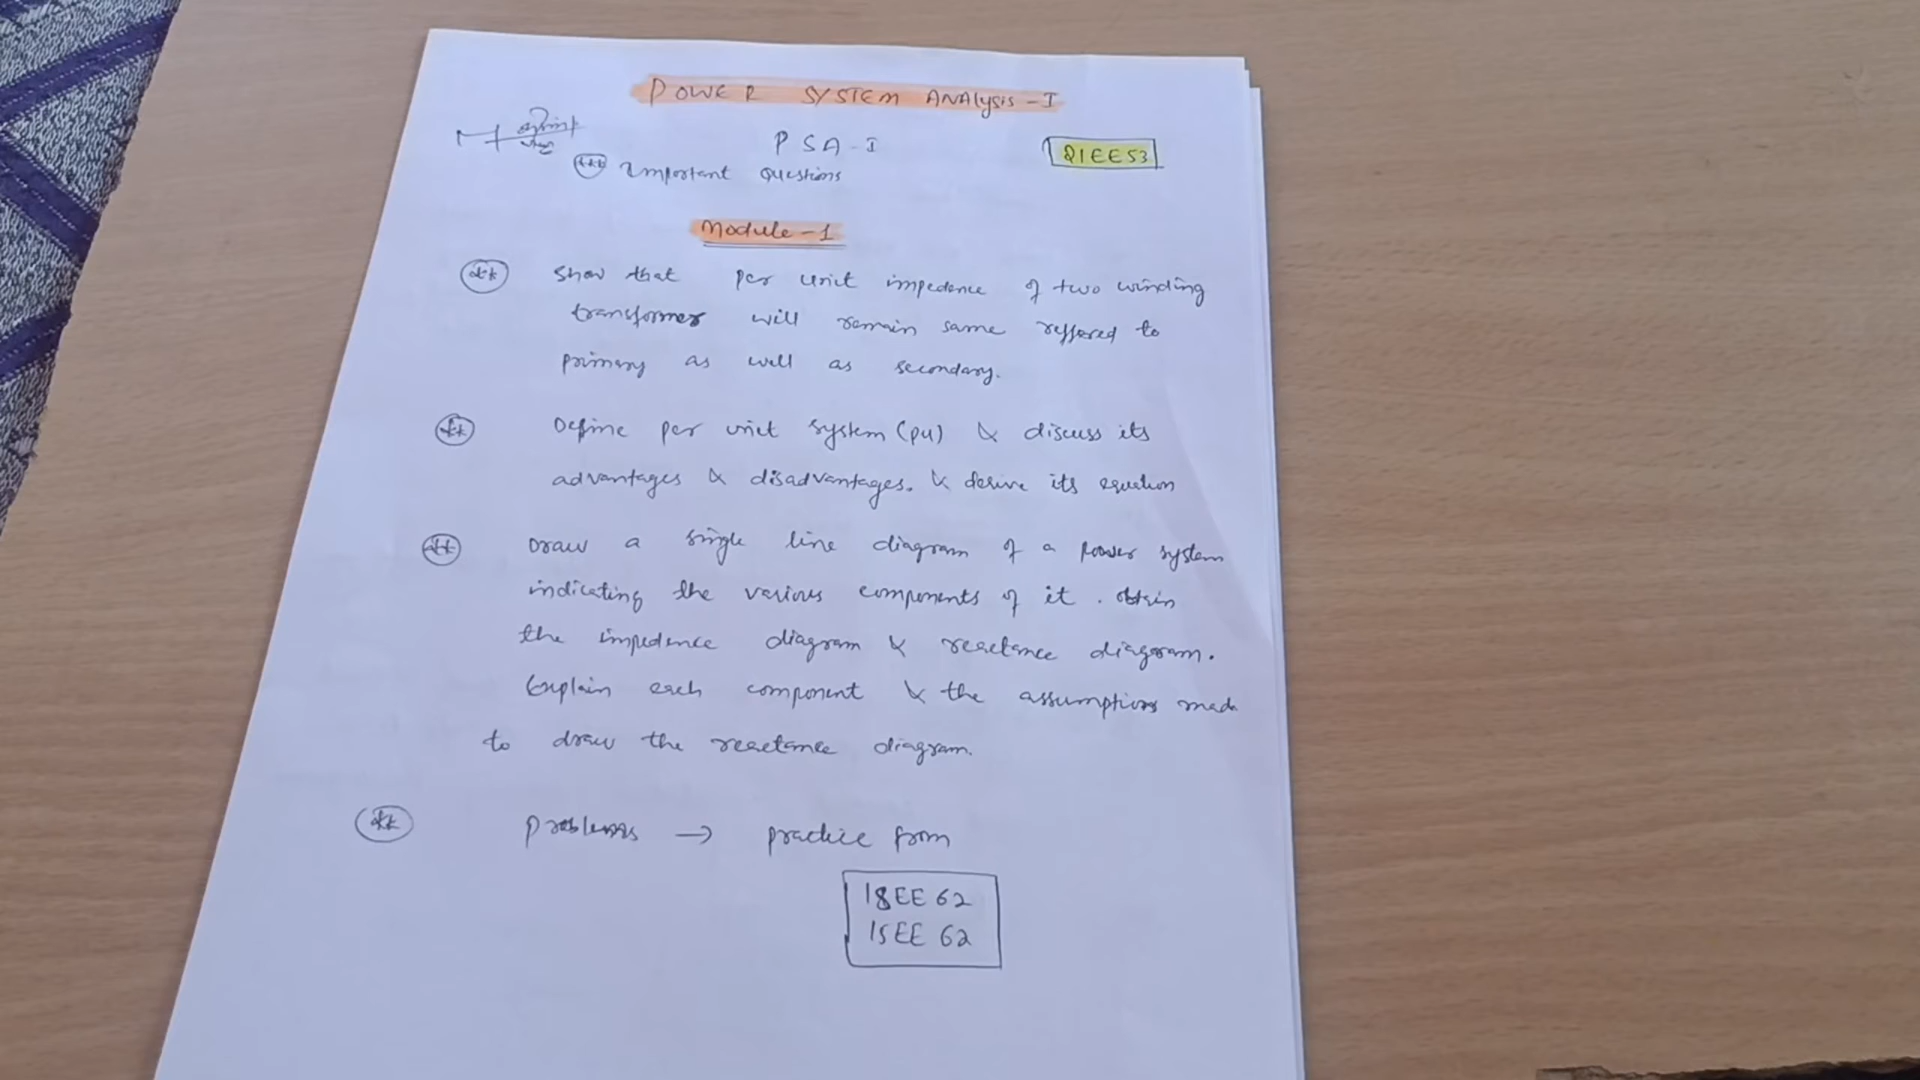 POWER SYSTEM ANALYSIS - I
PSA - I
21EE53
*** Important Questions
Module - 1
** Show that per unit impedence of two winding
transformer will remain same reffered to
primary as well as secondary.
** Define per unit system (pu) & discuss its
advantages & disadvantages. & derive its equation
** Draw a single line diagram of a power system
indicating the various components of it. obtain
the impedence diagram & reactance diagram.
Explain each component & the assumptions made
to draw the reactance diagram.
** problems → practice from
18EE62
15EE62